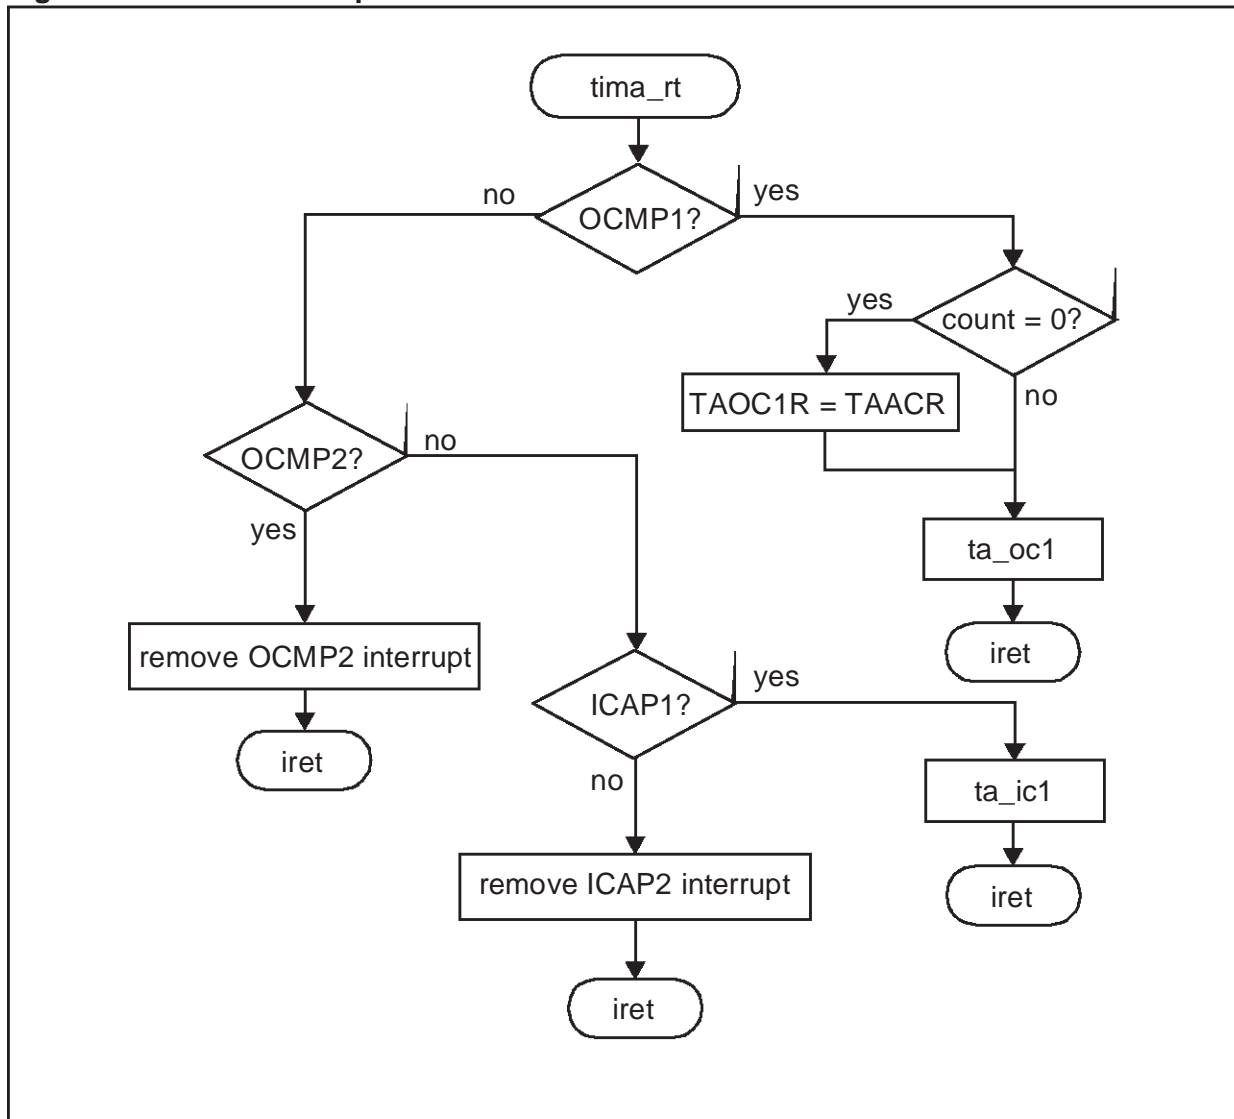 tima_rt
no
yes
OCMP1?
yes
count = 0?
TAOC1R = TAACR
no
OCMP2?
no
yes
ta_oc1
remove OCMP2 interrupt
iret
ICAP1?
yes
iret
no
ta_ic1
remove ICAP2 interrupt
iret
iret